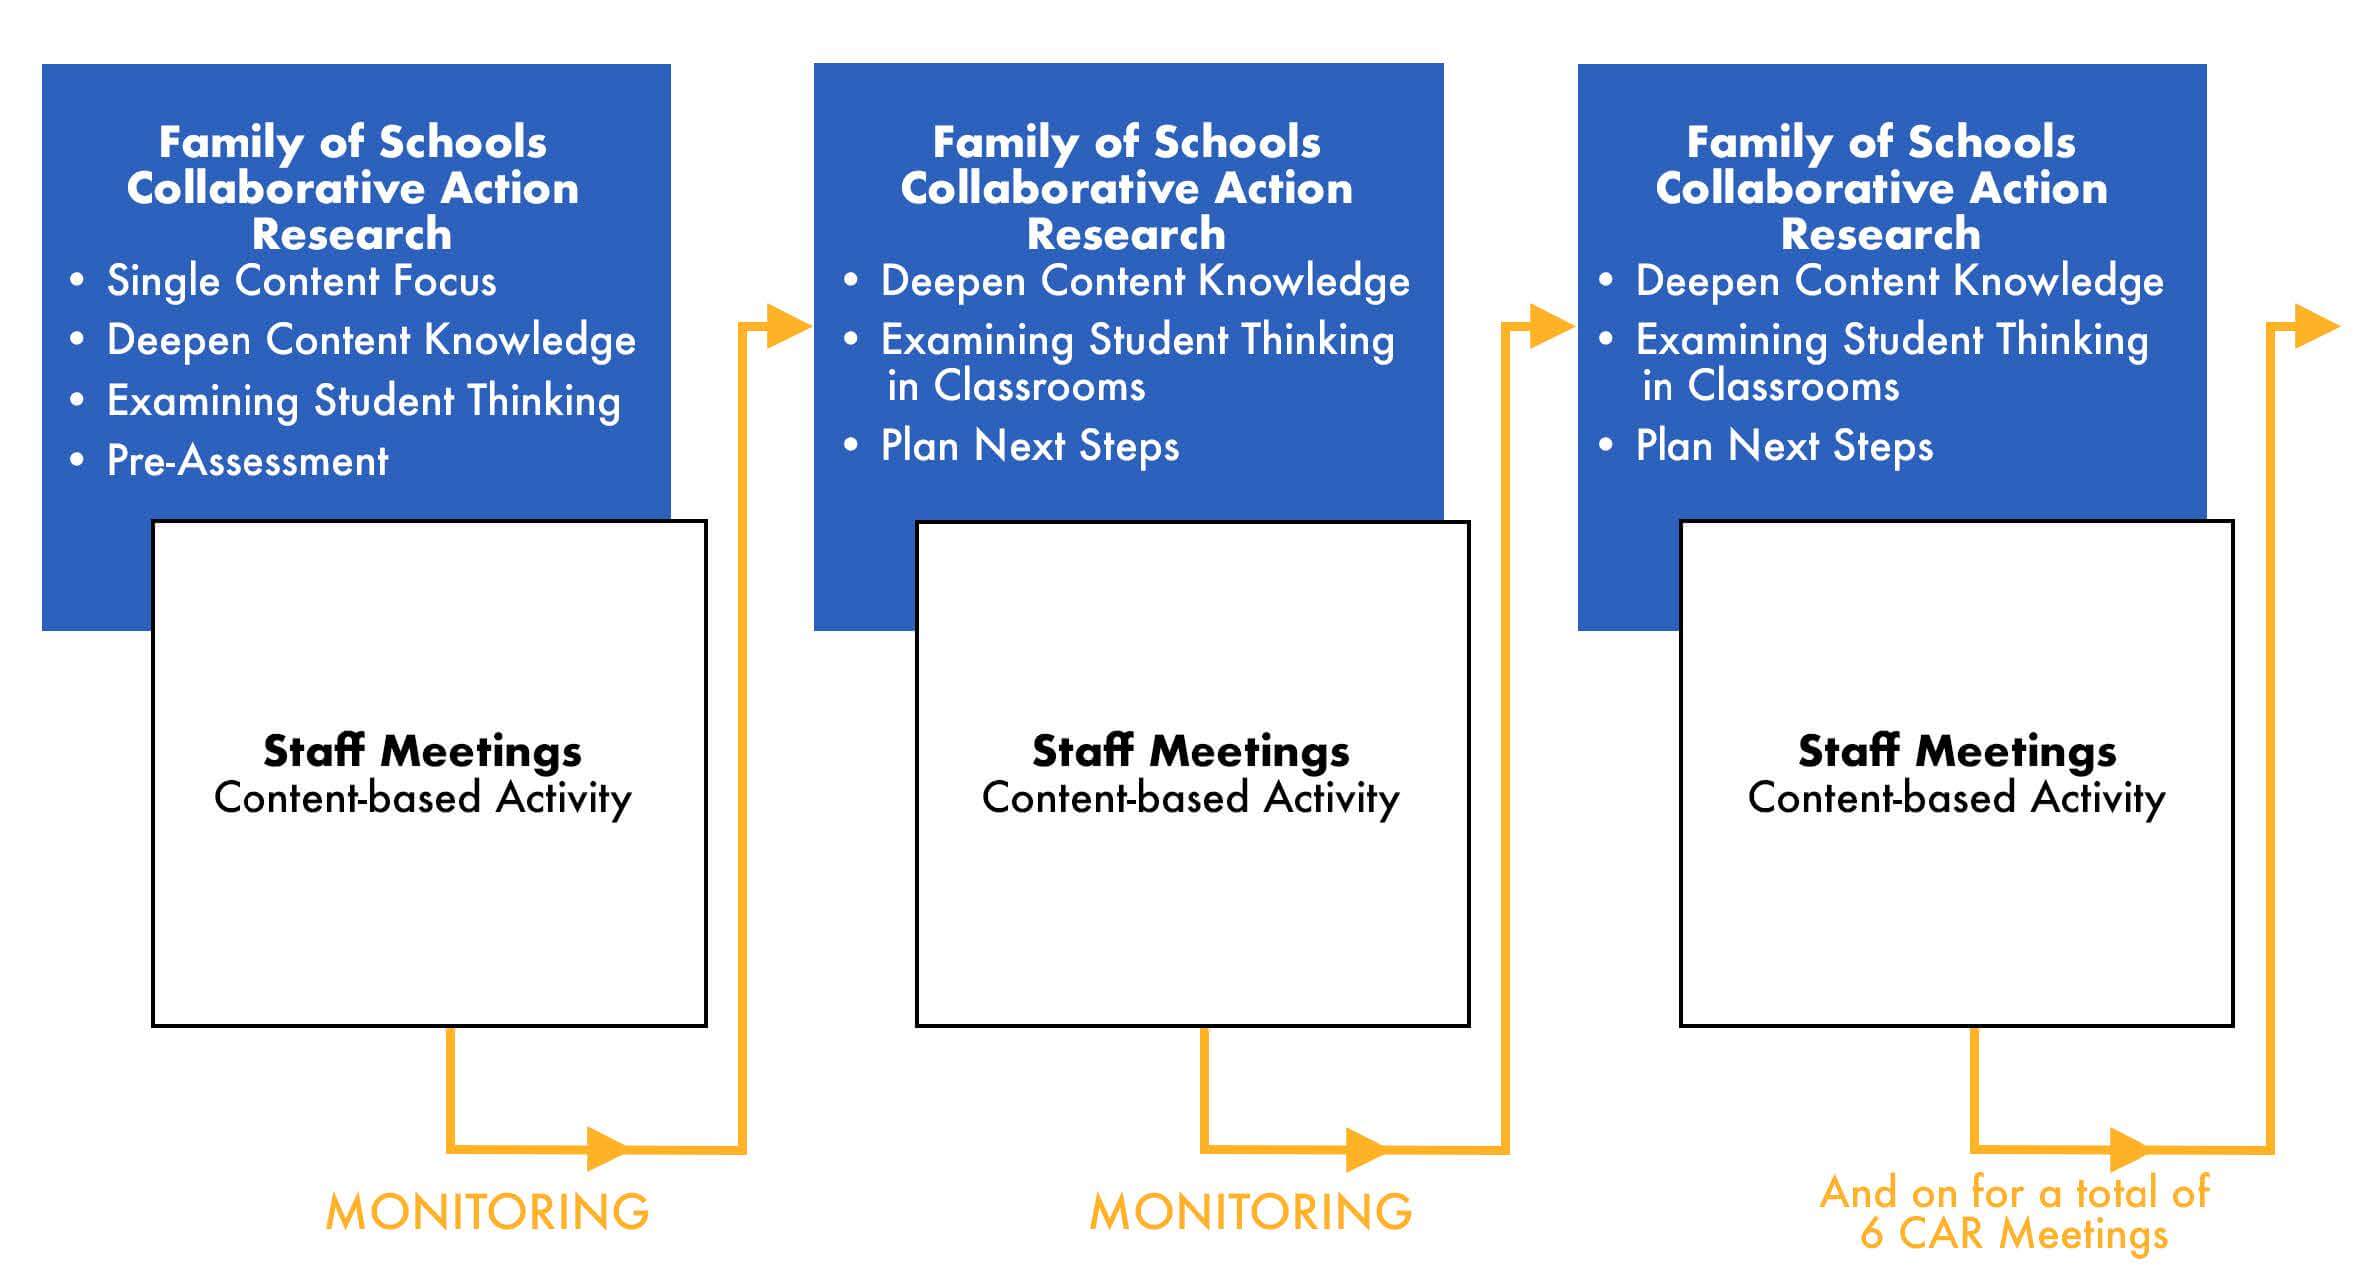 Family of Schools
Collaborative Action
Research
• Single Content Focus
• Deepen Content Knowledge
• Examining Student Thinking
• Pre-Assessment
Staff Meetings
Content-based Activity
MONITORING
Family of Schools
Collaborative Action
Research
• Deepen Content Knowledge
• Examining Student Thinking
in Classrooms
• Plan Next Steps
Staff Meetings
Content-based Activity
MONITORING
Family of Schools
Collaborative Action
Research
• Deepen Content Knowledge
• Examining Student Thinking
in Classrooms
• Plan Next Steps
Staff Meetings
Content-based Activity
And on for a total of
6 CAR Meetings